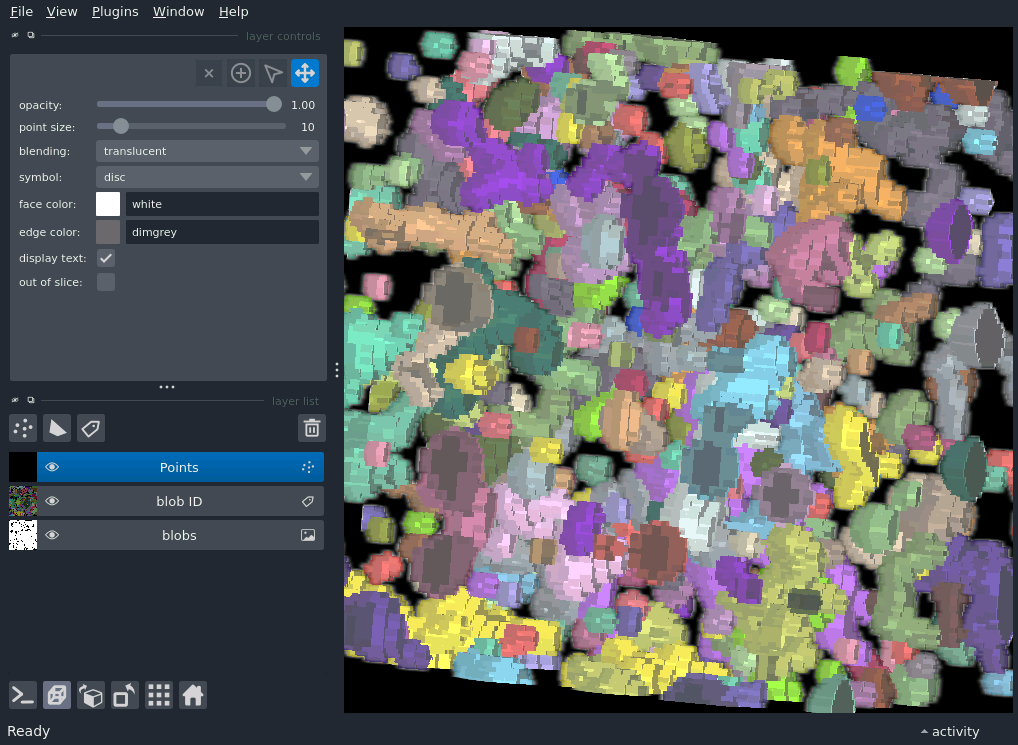 File View Plugins Window Help
layer controls
opacity: 1.00
point size: 10
blending: translucent
symbol: disc
face color: white
edge color: dimgrey
display text:
out of slice:
layer list
Points
blob ID
blobs
Ready
activity